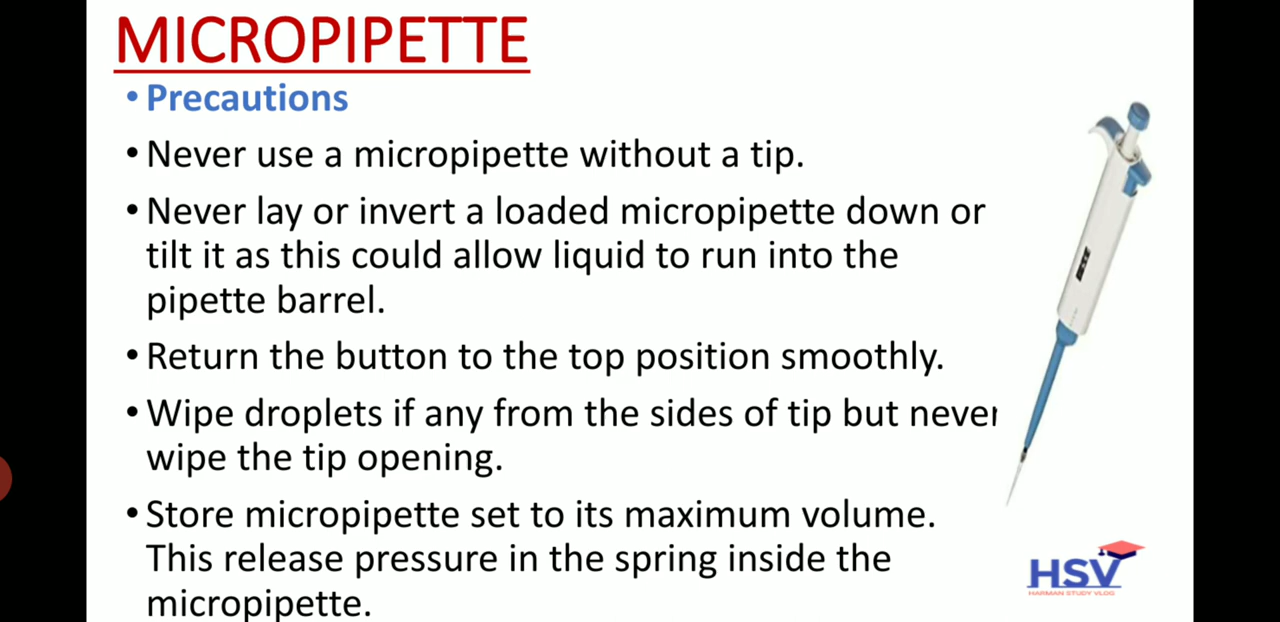 MICROPIPETTE
• Precautions
• Never use a micropipette without a tip.
• Never lay or invert a loaded micropipette down or
tilt it as this could allow liquid to run into the
pipette barrel.
• Return the button to the top position smoothly.
• Wipe droplets if any from the sides of tip but never
wipe the tip opening.
• Store micropipette set to its maximum volume.
This release pressure in the spring inside the
micropipette.
HSV
HARMAN STUDY VLOG